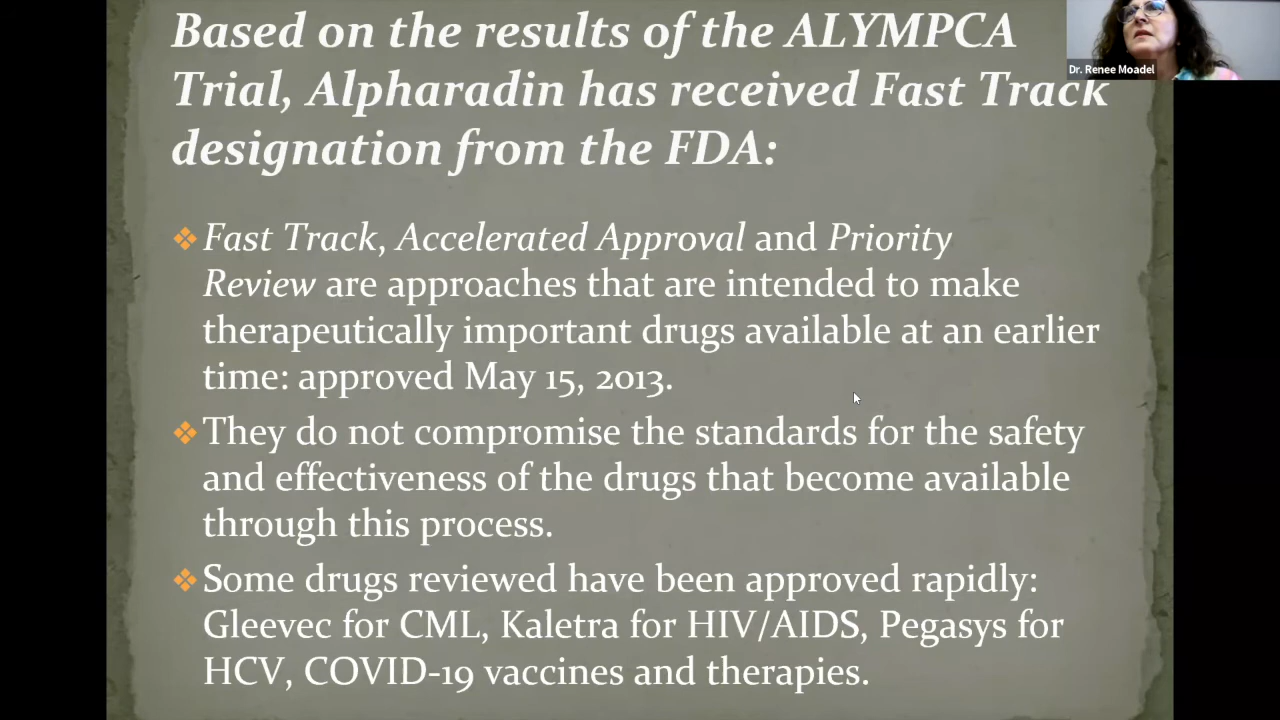 Based on the results of the ALYMPCA
Trial, Alpharadin has received Fast Track
designation from the FDA:
Dr. Renee Moadel
❖Fast Track, Accelerated Approval and Priority
Review are approaches that are intended to make
therapeutically important drugs available at an earlier
time: approved May 15, 2013.
❖They do not compromise the standards for the safety
and effectiveness of the drugs that become available
through this process.
❖Some drugs reviewed have been approved rapidly:
Gleevec for CML, Kaletra for HIV/AIDS, Pegasys for
HCV, COVID-19 vaccines and therapies.